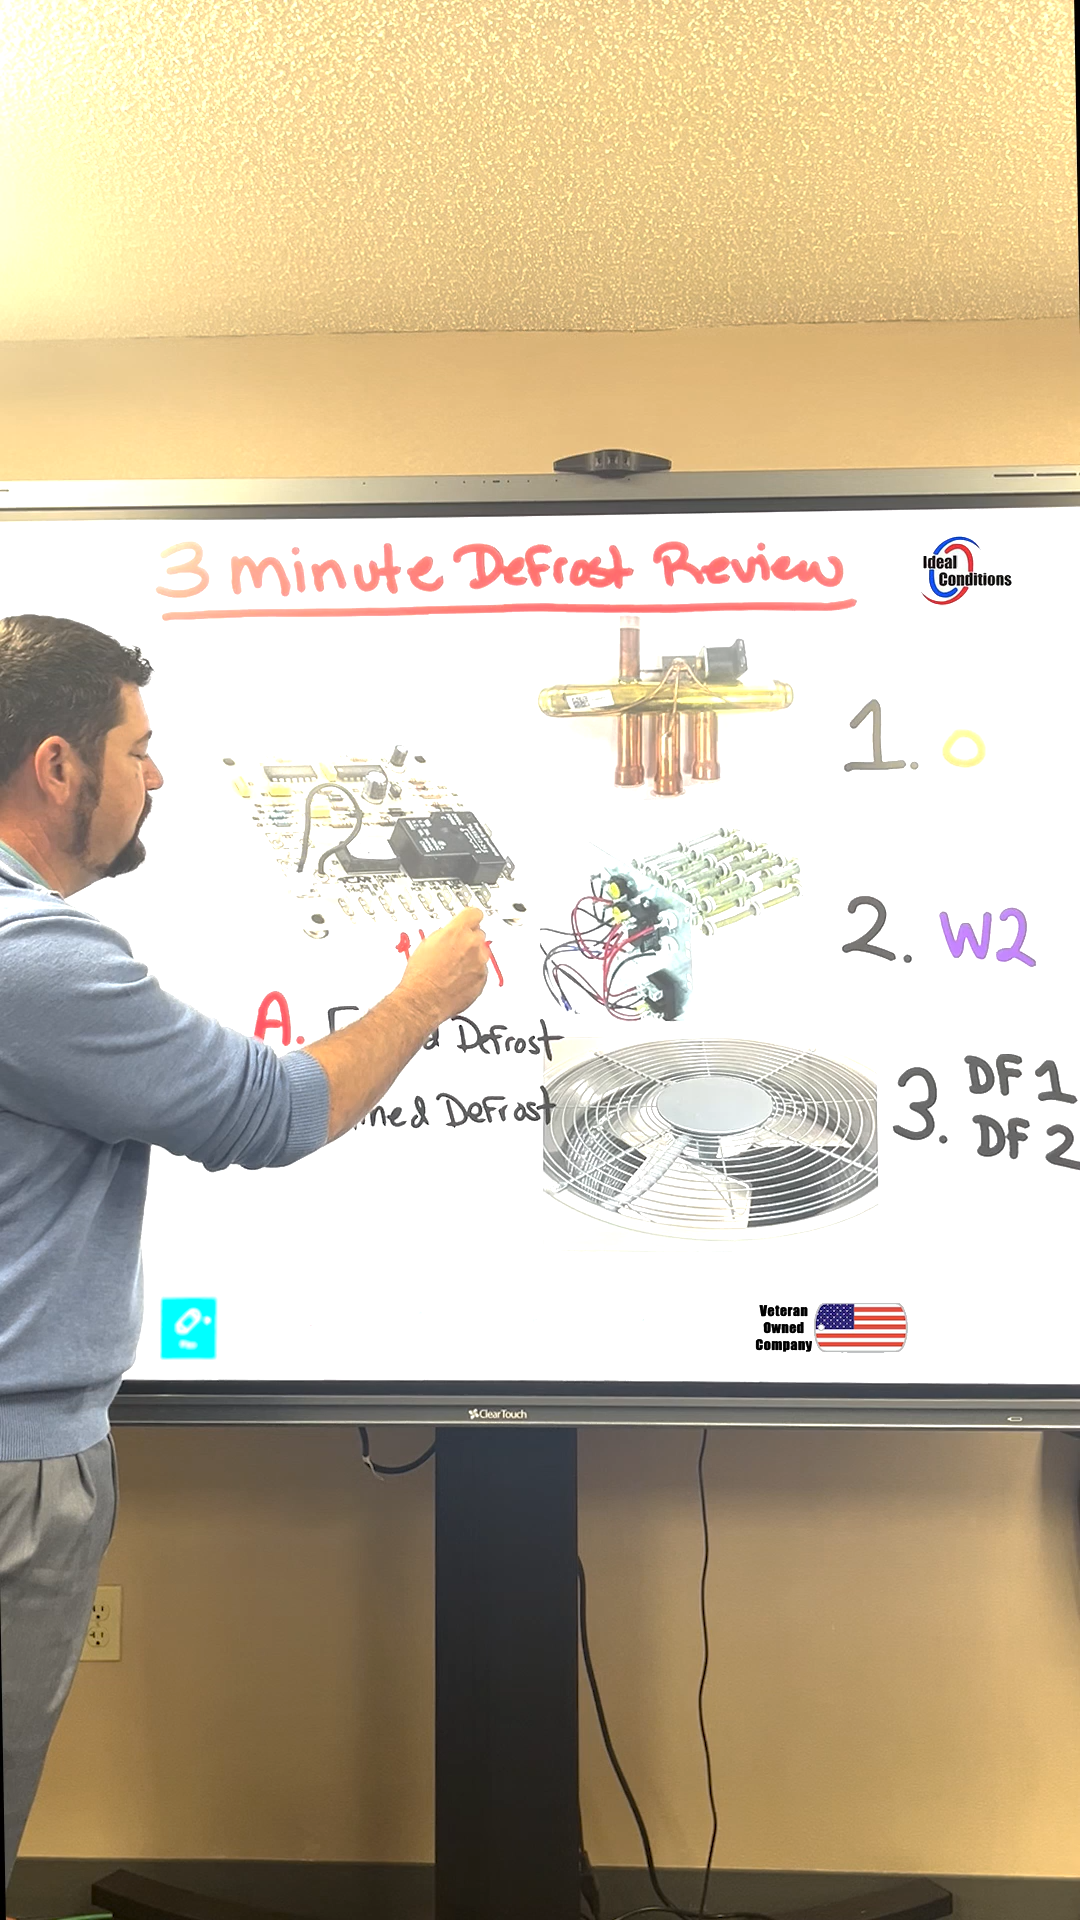 3 minute Defrost Review
Ideal
Conditions
1. O
2. W2
A.
Defrost
Defrost
3. DF 1
DF 2
Veteran
Owned
Company
ClearTouch